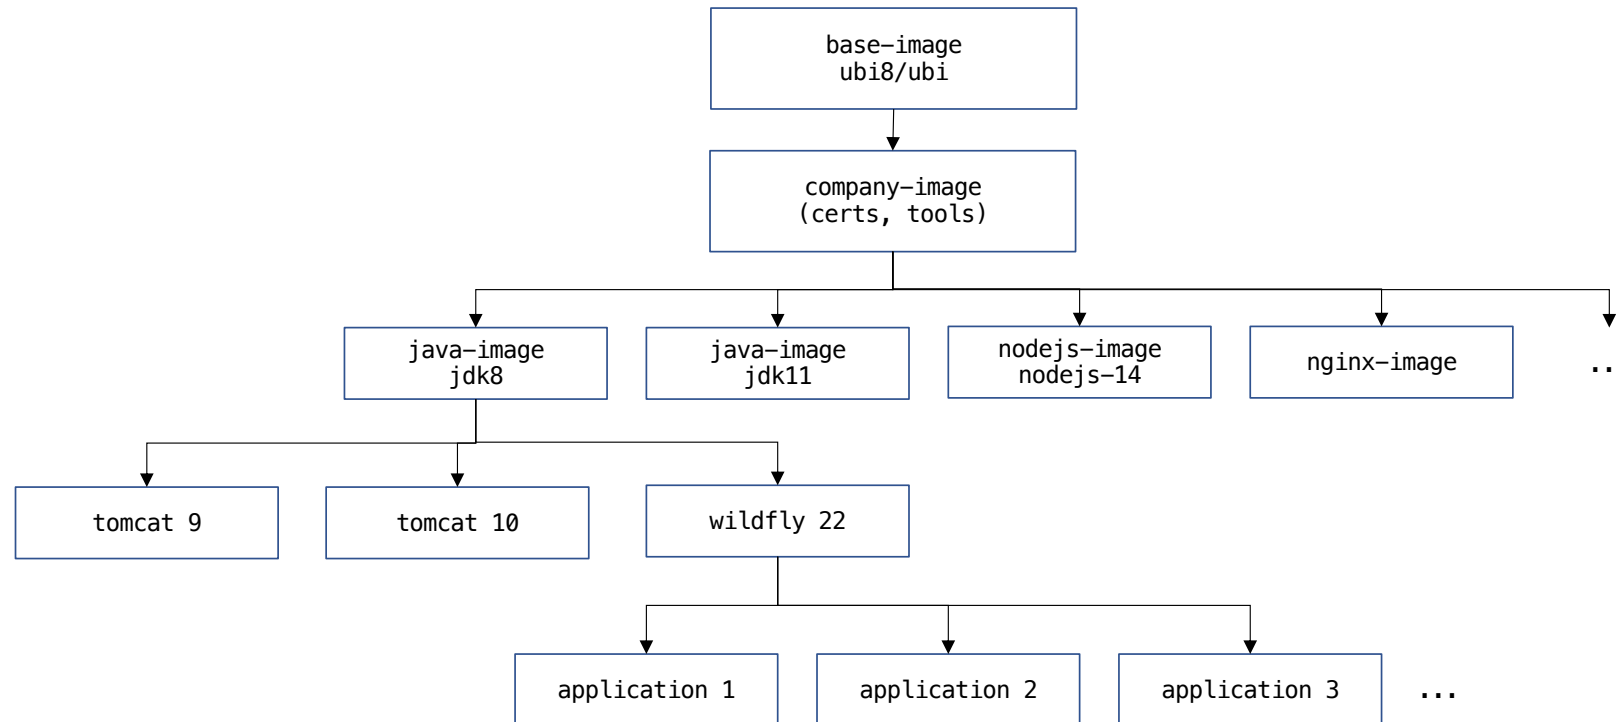 base-image
ubi8/ubi
company-image
(certs, tools)
java-image
jdk8
java-image
jdk11
nodejs-image
nodejs-14
nginx-image
..
tomcat 9
tomcat 10
wildfly 22
application 1
application 2
application 3
...